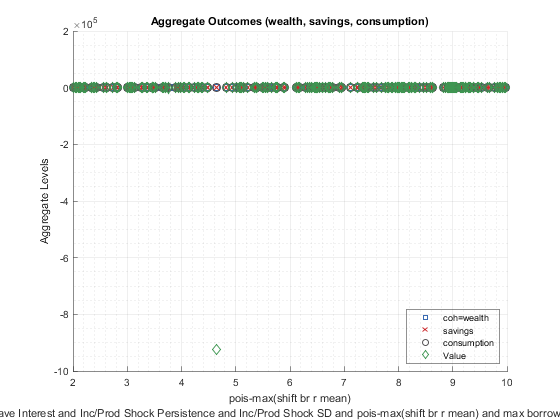 Aggregate Outcomes (wealth, savings, consumption)
×10^5
2
0
-2
-4
-6
-8
-10
Aggregate Levels
2 3 4 5 6 7 8 9 10
coh=wealth
savings
consumption
Value
pois-max(shift br r mean)
ave Interest and Inc/Prod Shock Persistence and Inc/Prod Shock SD and pois-max(shift br r mean) and max borrow